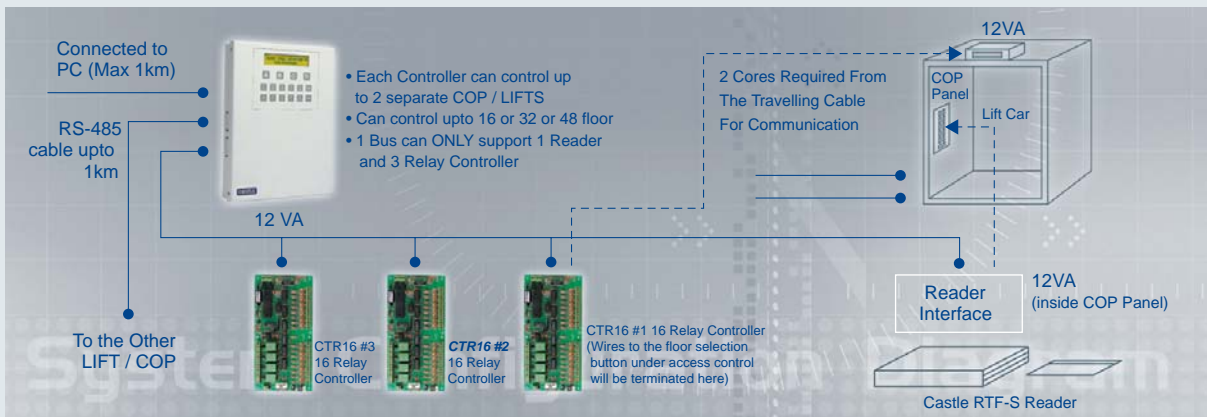 Connected to
PC (Max 1km)
RS-485
cable upto
1km
• Each Controller can control up
to 2 separate COP / LIFTS
• Can control upto 16 or 32 or 48 floor
• 1 Bus can ONLY support 1 Reader
and 3 Relay Controller
2 Cores Required From
The Travelling Cable
For Communication
12VA
COP
Panel
Lift Car
12 VA
To the Other
LIFT / COP
CTR16 #3
16 Relay
Controller
CTR16 #2
16 Relay
Controller
CTR16 #1 16 Relay Controller
(Wires to the floor selection
button under access control
will be terminated here)
Reader
Interface
12VA
(inside COP Panel)
Castle RTF-S Reader